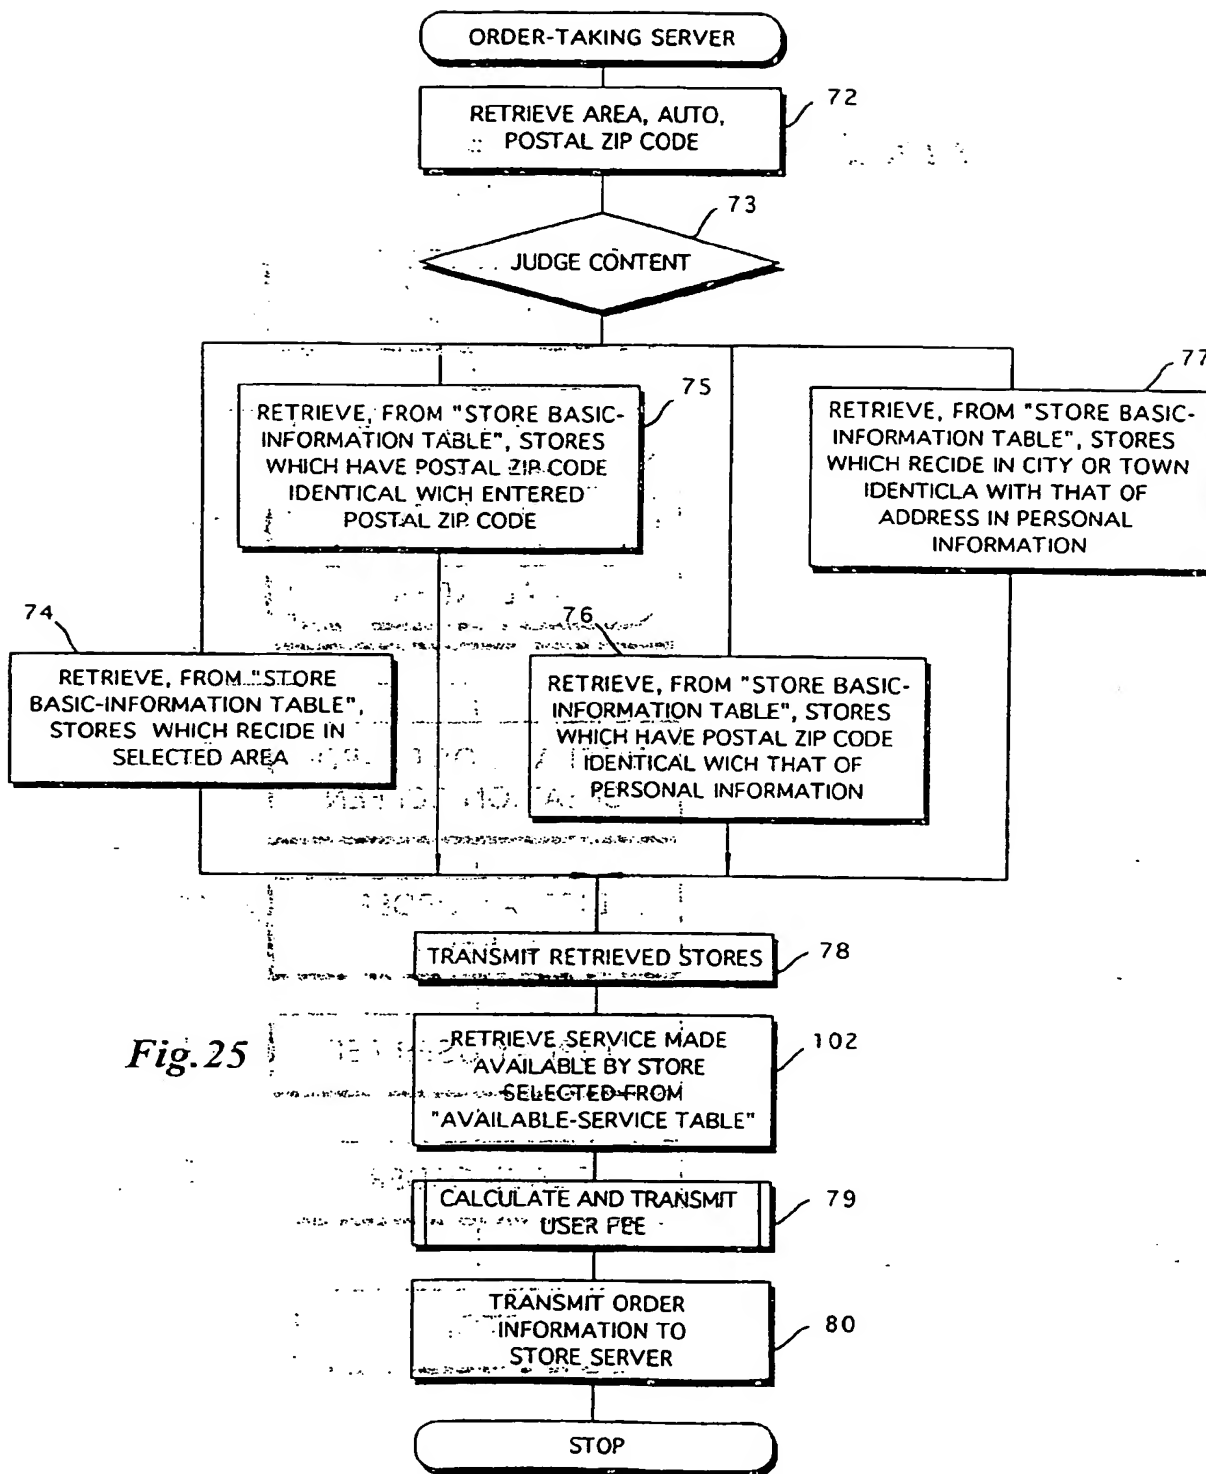 ORDER-TAKING SERVER
RETRIEVE AREA, AUTO,
POSTAL ZIP CODE
72
JUDGE CONTENT
73
RETRIEVE, FROM "STORE BASIC-
INFORMATION TABLE", STORES
WHICH HAVE POSTAL ZIP CODE
IDENTICAL WICH ENTERED
POSTAL ZIP CODE
75
RETRIEVE, FROM "STORE BASIC-
INFORMATION TABLE", STORES
WHICH RECIDE IN CITY OR TOWN
IDENTICLA WITH THAT OF
ADDRESS IN PERSONAL
INFORMATION
77
74
RETRIEVE, FROM "STORE
BASIC-INFORMATION TABLE",
STORES WHICH RECIDE IN
SELECTED AREA
76
RETRIEVE, FROM "STORE BASIC-
INFORMATION TABLE", STORES
WHICH HAVE POSTAL ZIP CODE
IDENTICAL WICH THAT OF
PERSONAL INFORMATION
TRANSMIT RETRIEVED STORES
78
Fig.25
RETRIEVE SERVICE MADE
AVAILABLE BY STORE
SELECTED FROM
"AVAILABLE-SERVICE TABLE"
102
CALCULATE AND TRANSMIT
USER FEE
79
TRANSMIT ORDER
INFORMATION TO
STORE SERVER
80
STOP